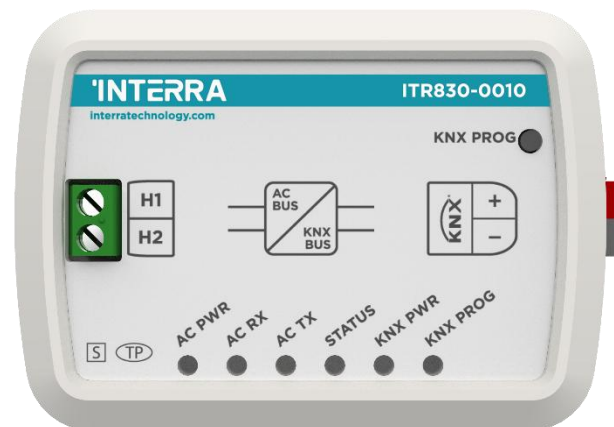 INTERRA
ITR830-0010
interratechnology.com
KNX PROG
H1
H2
AC
BUS
KNX
BUS
KNX
+
−
AC PWR
AC RX
AC TX
STATUS
KNX PWR
KNX PROG
S
TP